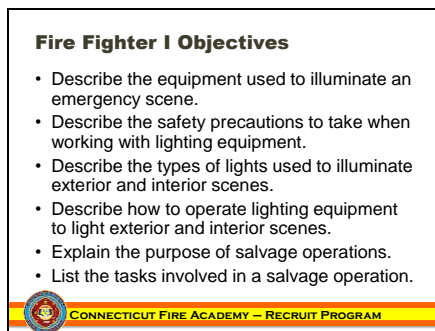 Fire Fighter I Objectives
• Describe the equipment used to illuminate an
emergency scene.
• Describe the safety precautions to take when
working with lighting equipment.
• Describe the types of lights used to illuminate
exterior and interior scenes.
• Describe how to operate lighting equipment
to light exterior and interior scenes.
• Explain the purpose of salvage operations.
• List the tasks involved in a salvage operation.
CONNECTICUT FIRE ACADEMY – RECRUIT PROGRAM